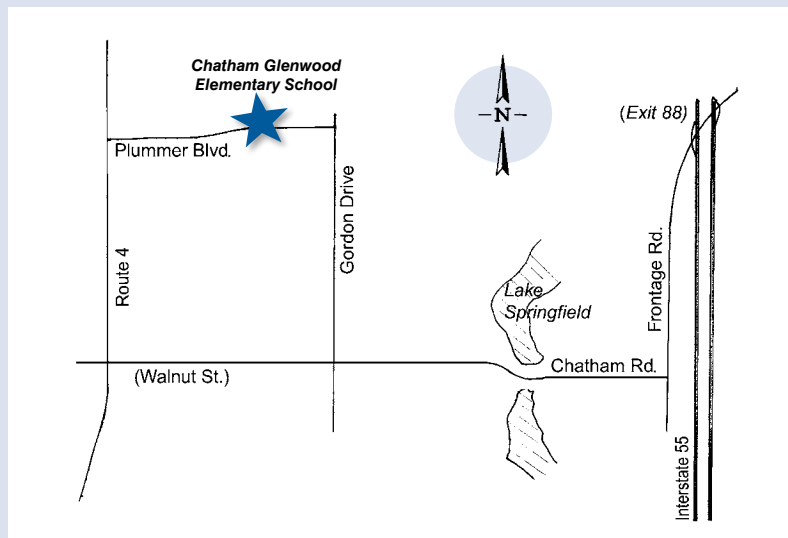 Chatham Glenwood
Elementary School
N
(Exit 88)
Plummer Blvd.
Gordon Drive
Route 4
Frontage Rd.
Lake
Springfield
Chatham Rd.
(Walnut St.)
Interstate 55